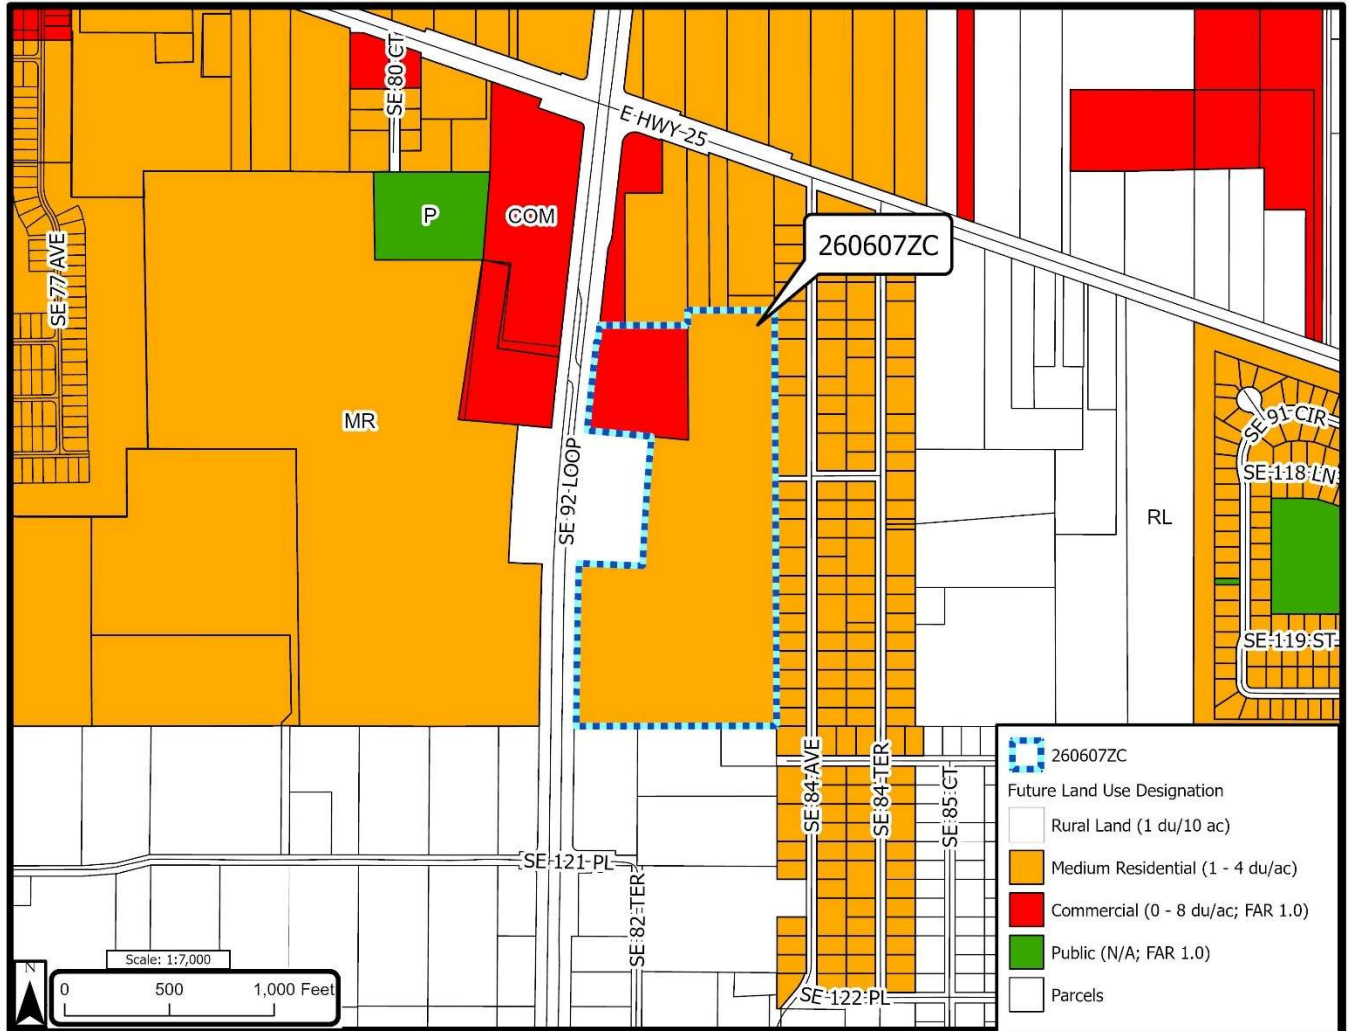 SE 80 CT
E HWY 25
P
COM
260607ZC
SE 77 AVE
MR
SE 92 LOOP
SE 91 CIR
SE 118 LN
RL
SE 119 ST
SE 84 AVE
SE 84 TER
SE 85 CT
SE 121 PL
SE 82 TER
SE 122 PL
260607ZC
Future Land Use Designation
Rural Land (1 du/10 ac)
Medium Residential (1 - 4 du/ac)
Commercial (0 - 8 du/ac; FAR 1.0)
Public (N/A; FAR 1.0)
Parcels
Scale: 1:7,000
N
0 500 1,000 Feet